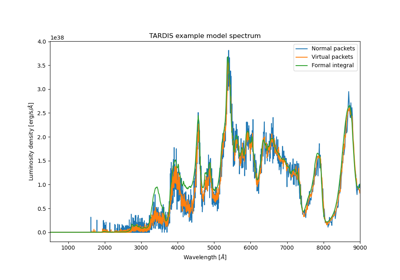 TARDIS example model spectrum
1e38
Normal packets
Virtual packets
Formal integral
4.0
3.5
3.0
2.5
2.0
1.5
1.0
0.5
0.0
Luminosity density [erg/s/Å]
1000 2000 3000 4000 5000 6000 7000 8000 9000
Wavelength [Å]